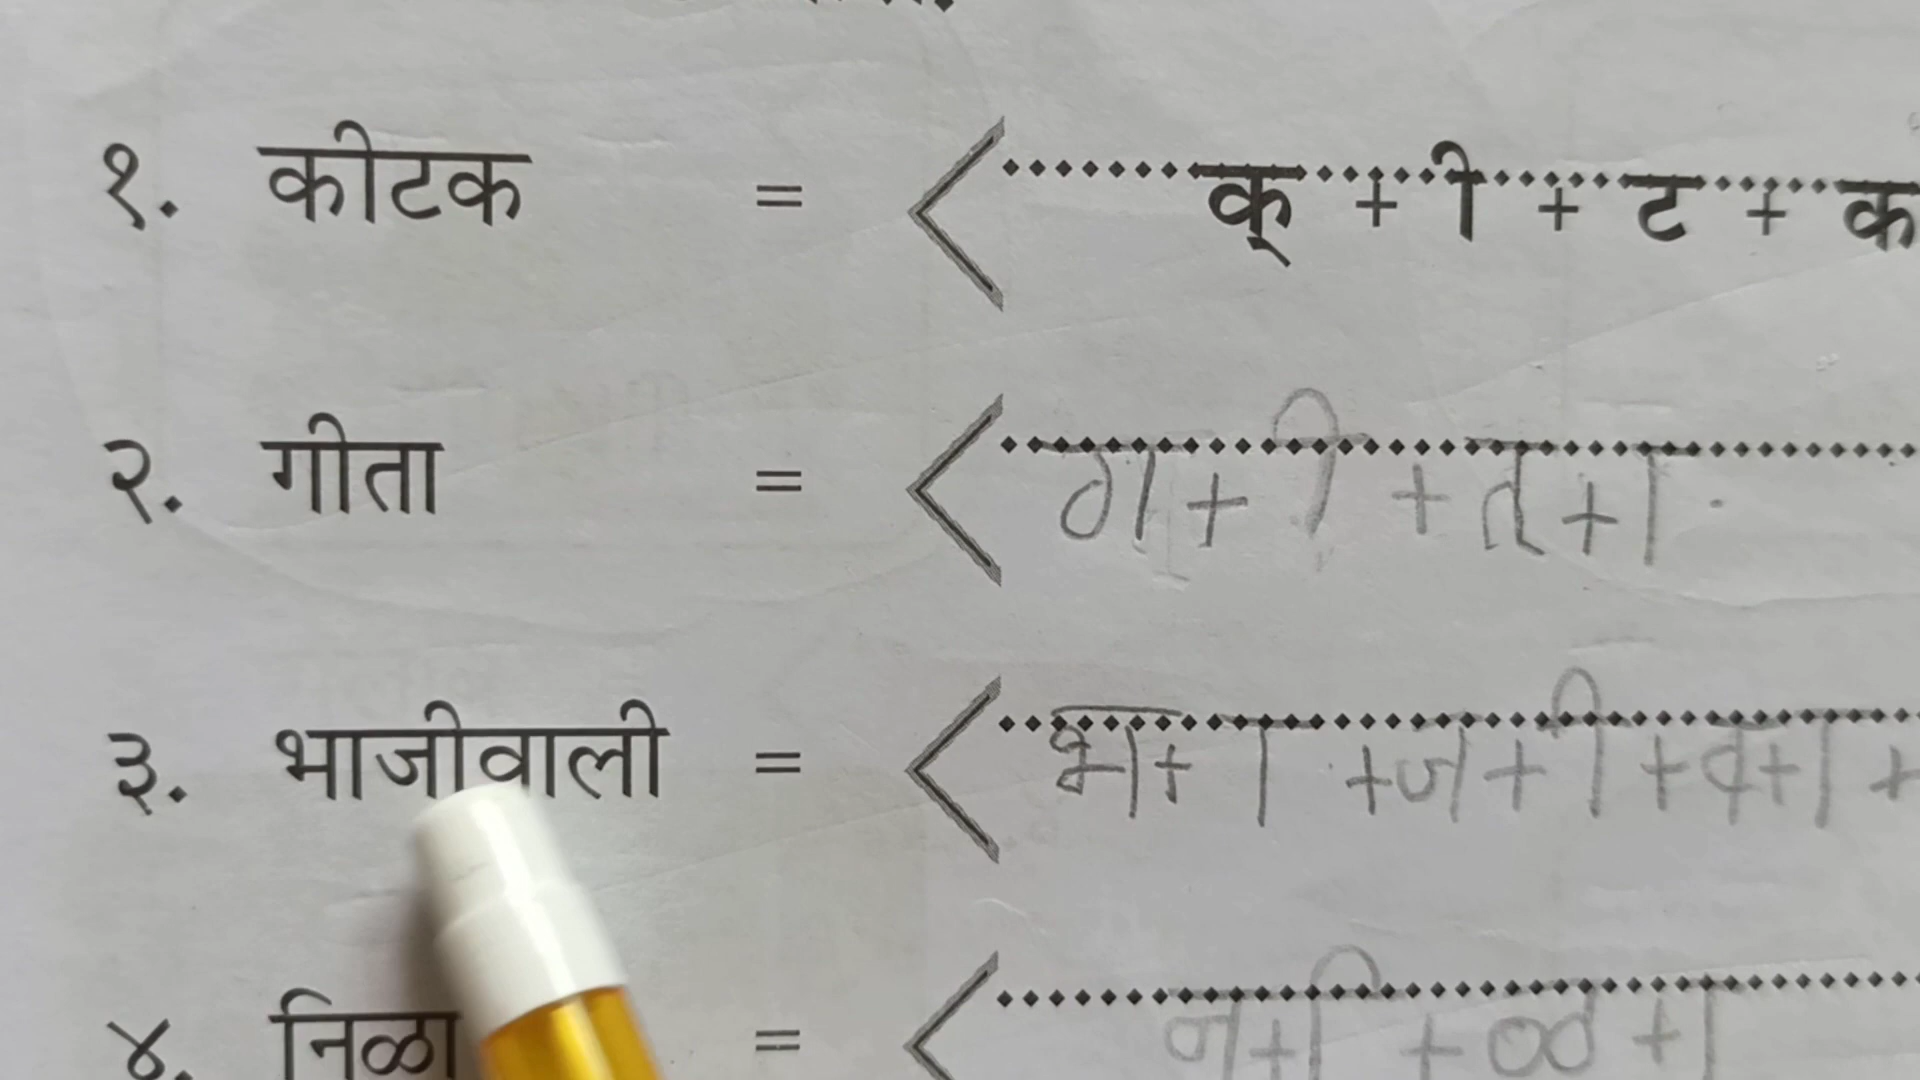 १. कीटक = < क् + ी + ट + क
२. गीता = < ग + ी + त् + ा
३. भाजीवाली = < भ + ा + ज + ी + व + ा +
४. निळा = < न + ि + ळ + ा